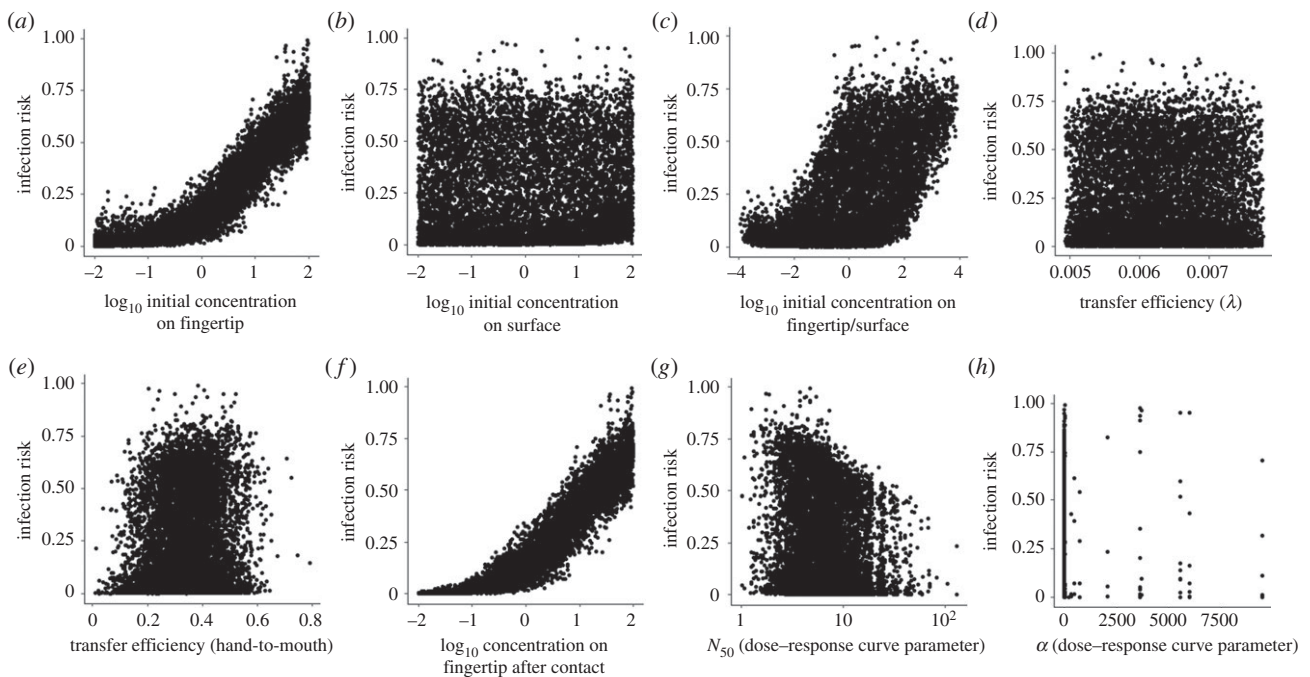 (a) (b) (c) (d)
1.00 1.00 1.00 1.00
0.75 0.75 0.75 0.75
0.50 0.50 0.50 0.50
0.25 0.25 0.25 0.25
0 0 0 0
infection risk infection risk infection risk infection risk
–2 –1 0 1 2 –2 –1 0 1 2 –4 –2 0 2 4 0.005 0.006 0.007
log10 initial concentration
on fingertip
log10 initial concentration
on surface
log10 initial concentration on
fingertip/surface
transfer efficiency (λ)
(e) (f) (g) (h)
1.00 1.00 1.00 1.00
0.75 0.75 0.75 0.75
0.50 0.50 0.50 0.50
0.25 0.25 0.25 0.25
0 0 0 0
infection risk infection risk infection risk infection risk
0 0.2 0.4 0.6 0.8 –2 –1 0 1 2 1 10 10² 0 2500 5000 7500
transfer efficiency (hand-to-mouth)
log10 concentration on
fingertip after contact
N50 (dose–response curve parameter)
α (dose–response curve parameter)